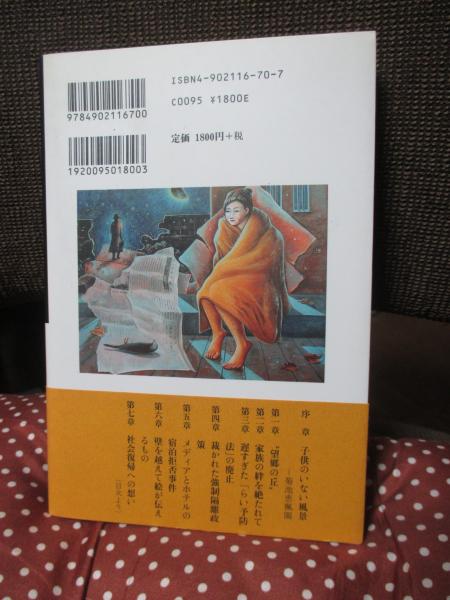 ISBN4-902116-70-7
C0095 ¥1800E
定価 1800円+税
9784902116700
1920095018003
序 章 子供のいない風景
第一章 “望郷の丘”
―菊池恵楓園
第二章 家族の絆を絶たれて
第三章 遅すぎた「らい予防
法」の廃止
第四章 裁かれた強制隔離政
策
第五章 メディアとホテルの
宿泊拒否事件
第六章 壁を越えて絵が伝え
るもの
第七章 社会復帰への想い
(目次より)